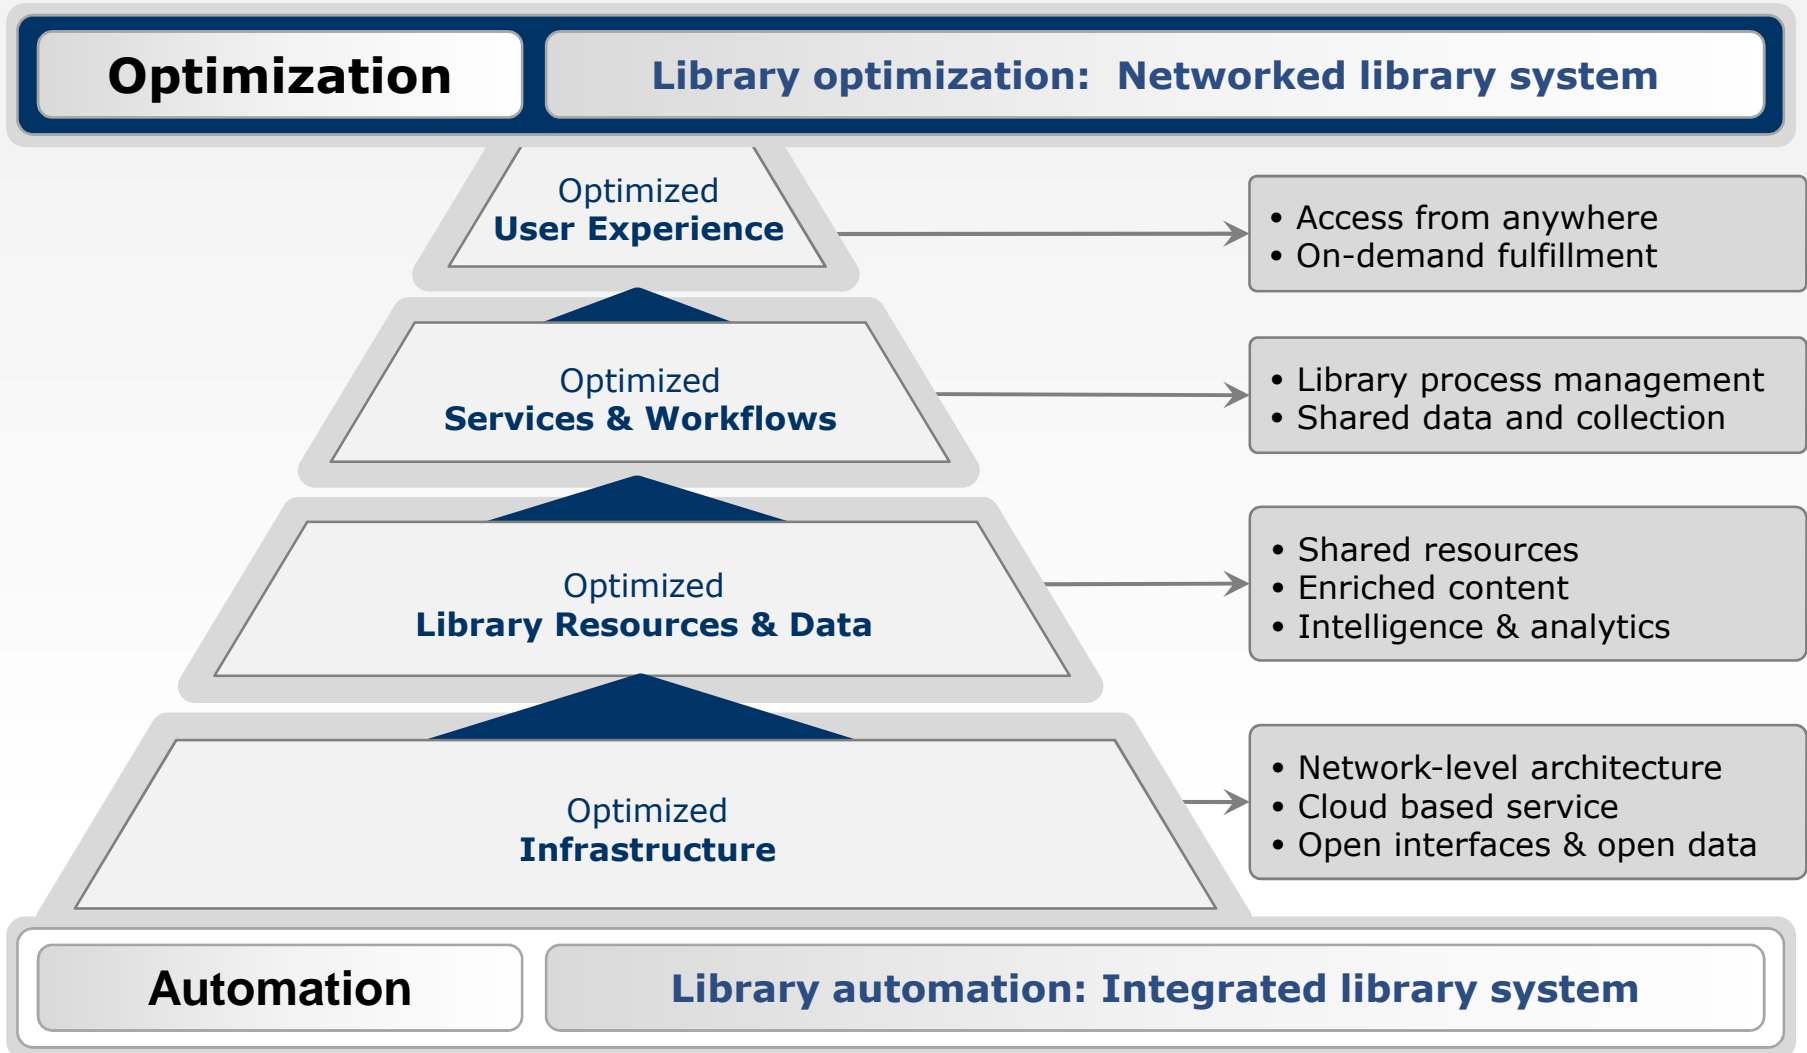 Optimization
Library optimization:  Networked library system
Optimized
User Experience
• Access from anywhere
• On-demand fulfillment
Optimized
Services & Workflows
• Library process management
• Shared data and collection
Optimized
Library Resources & Data
• Shared resources
• Enriched content
• Intelligence & analytics
Optimized
Infrastructure
• Network-level architecture
• Cloud based service
• Open interfaces & open data
Automation
Library automation: Integrated library system